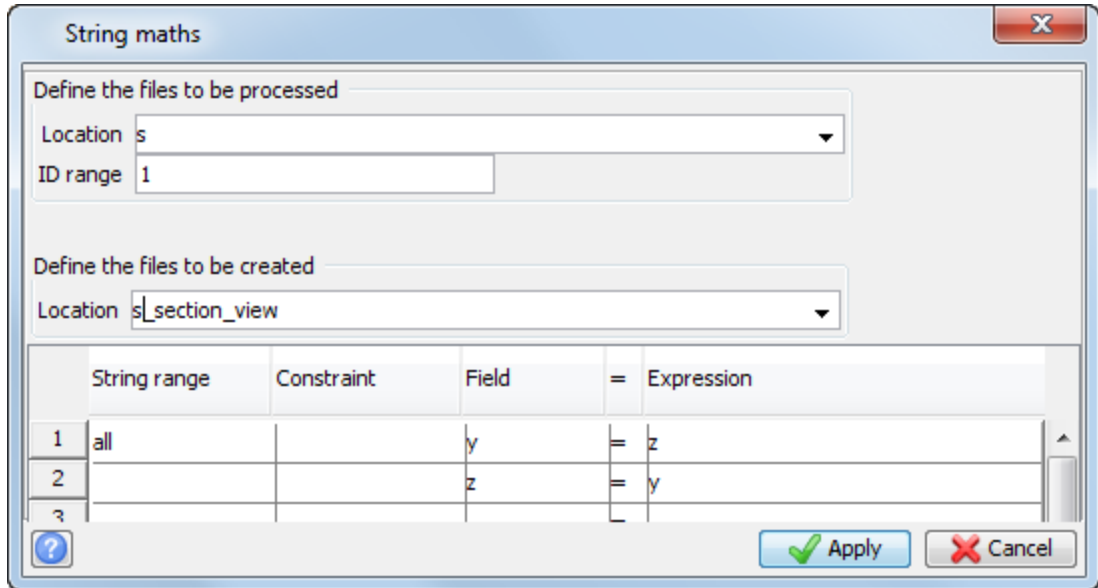 String maths
Define the files to be processed
Location s
ID range 1
Define the files to be created
Location s_section_view
String range Constraint Field = Expression
1 all y = z
2 z = y
3 =
Apply Cancel